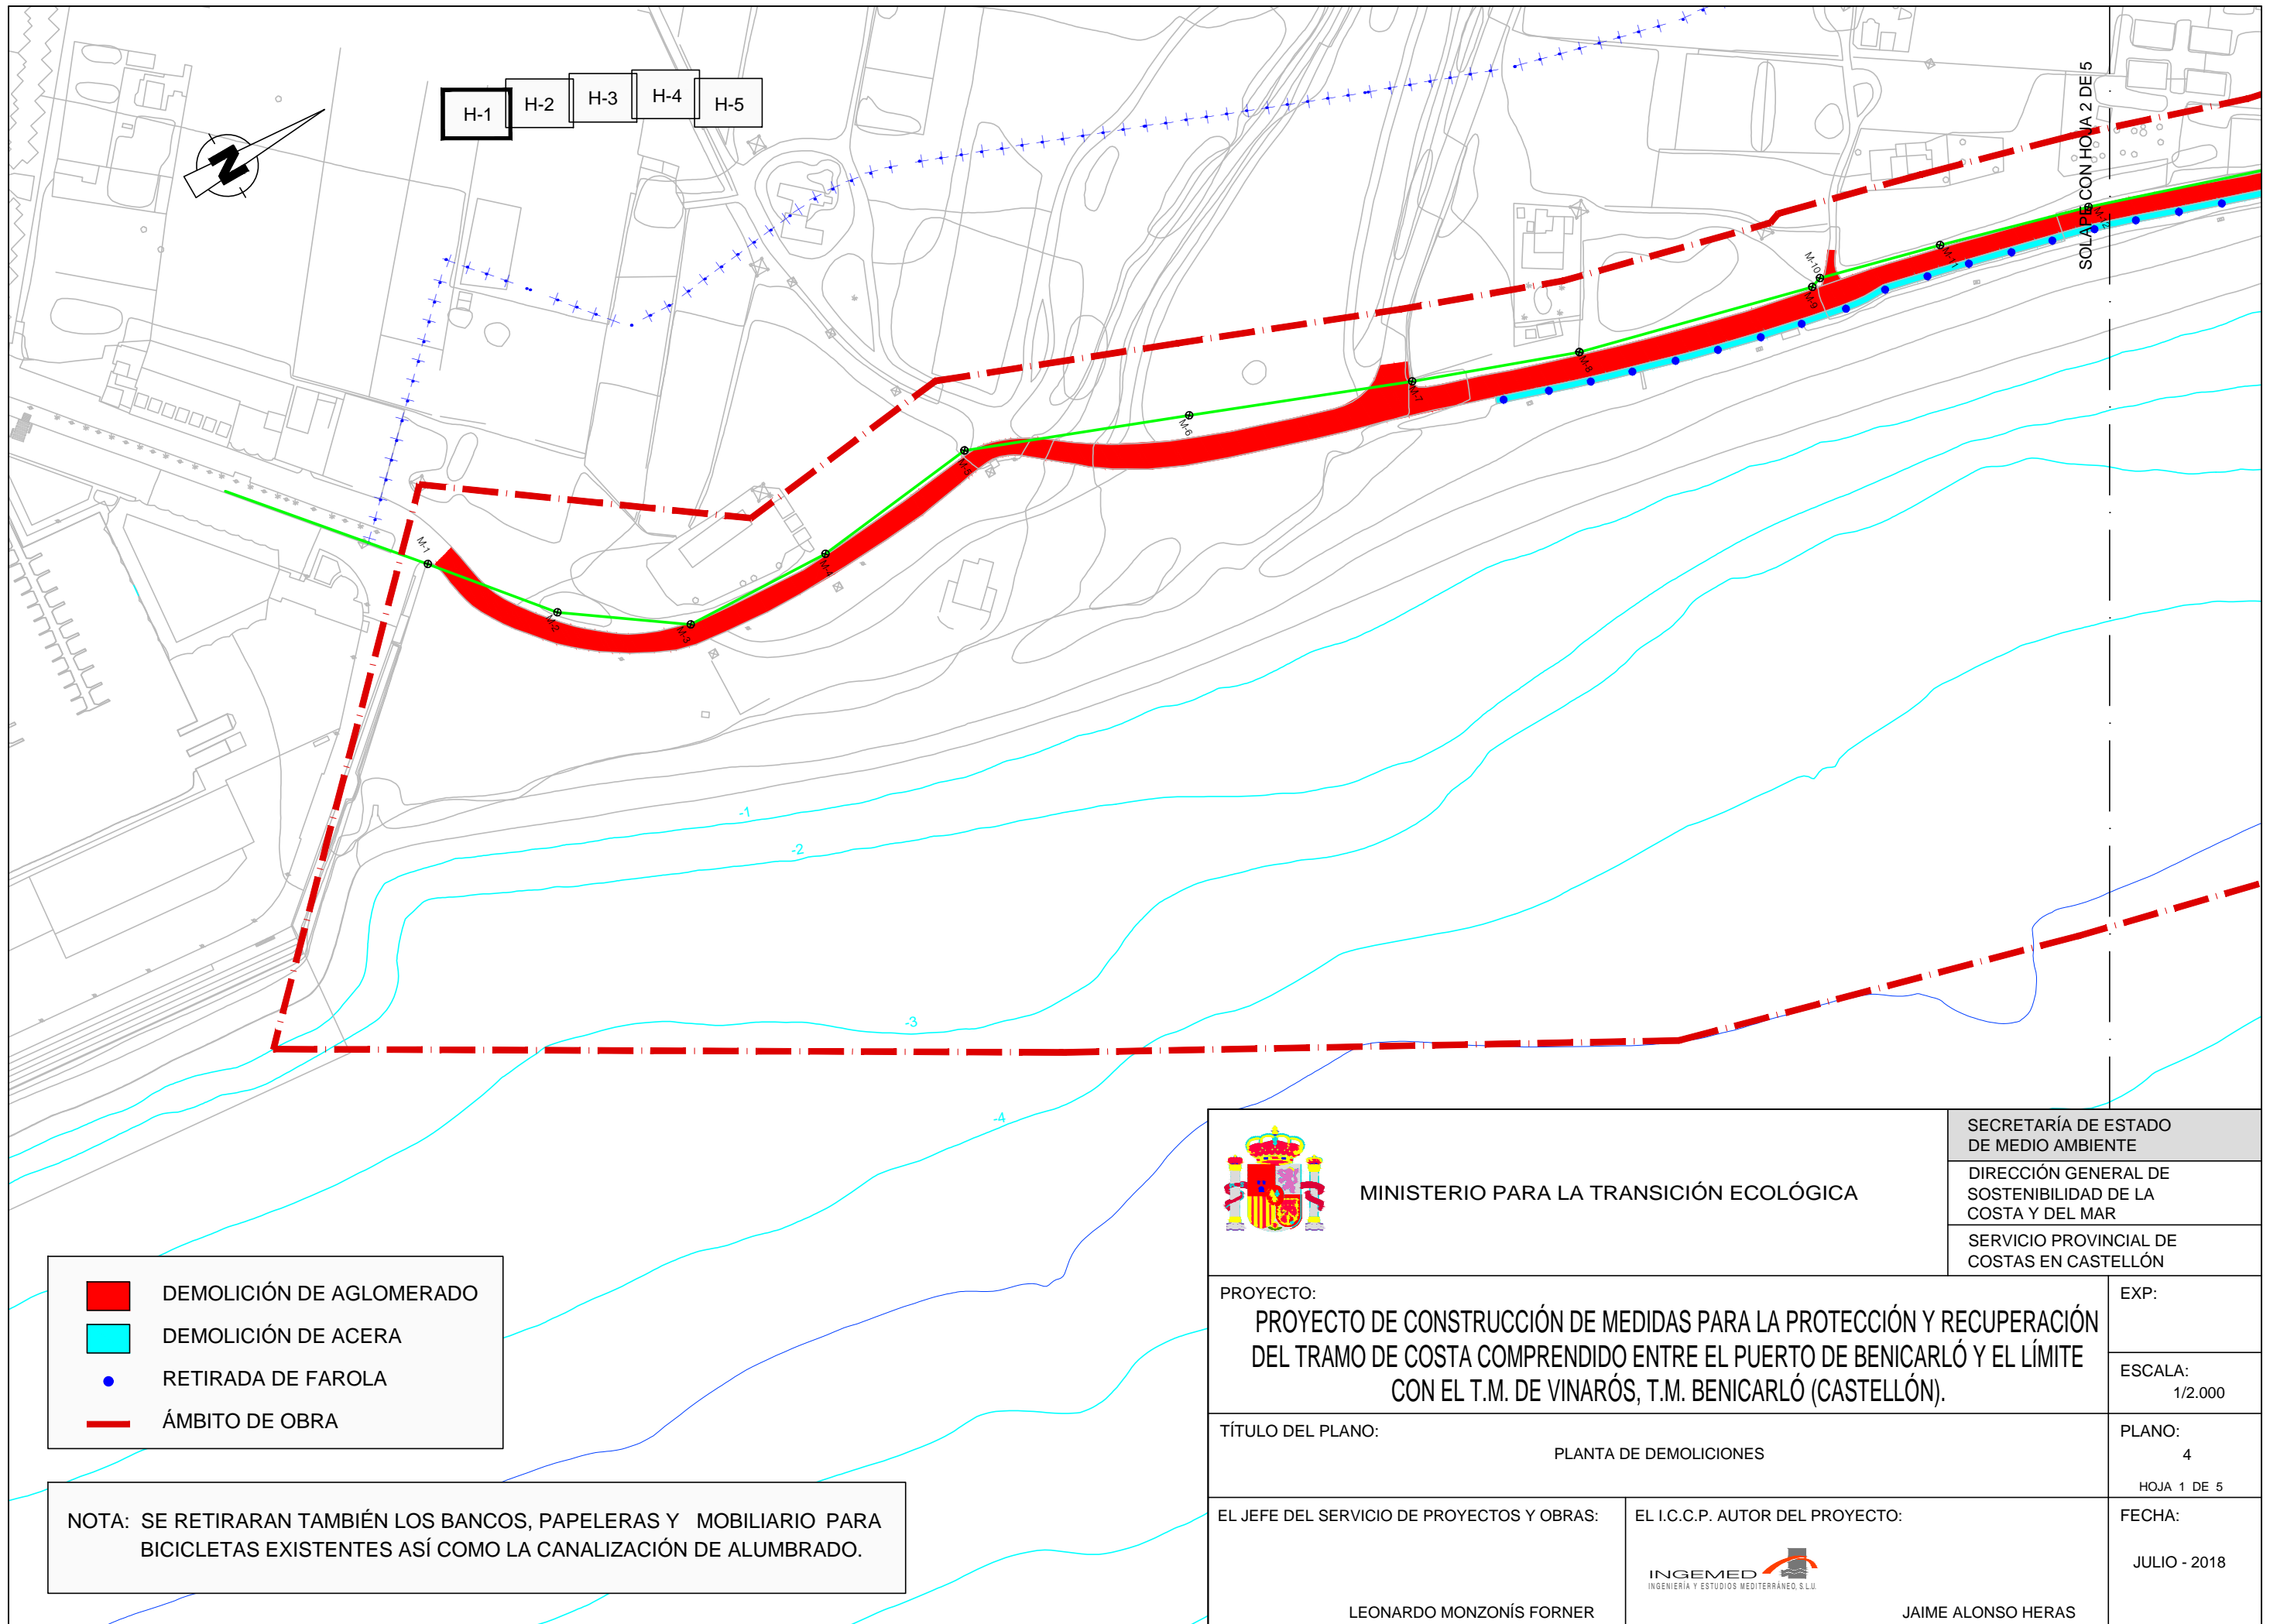 H-1
H-2
H-3
H-4
H-5
N
SOLAPE CON HOJA 2 DE 5
M-1
M-2
M-3
M-4
M-5
M-6
M-7
M-8
M-9
M-10
M-11
-1
-2
-3
-4
DEMOLICIÓN DE AGLOMERADO
DEMOLICIÓN DE ACERA
RETIRADA DE FAROLA
ÁMBITO DE OBRA
NOTA: SE RETIRARAN TAMBIÉN LOS BANCOS, PAPELERAS Y MOBILIARIO PARA
BICICLETAS EXISTENTES ASÍ COMO LA CANALIZACIÓN DE ALUMBRADO.
MINISTERIO PARA LA TRANSICIÓN ECOLÓGICA
SECRETARÍA DE ESTADO
DE MEDIO AMBIENTE
DIRECCIÓN GENERAL DE
SOSTENIBILIDAD DE LA
COSTA Y DEL MAR
SERVICIO PROVINCIAL DE
COSTAS EN CASTELLÓN
PROYECTO:
PROYECTO DE CONSTRUCCIÓN DE MEDIDAS PARA LA PROTECCIÓN Y RECUPERACIÓN
DEL TRAMO DE COSTA COMPRENDIDO ENTRE EL PUERTO DE BENICARLÓ Y EL LÍMITE
CON EL T.M. DE VINARÓS, T.M. BENICARLÓ (CASTELLÓN).
EXP:
ESCALA:
1/2.000
TÍTULO DEL PLANO:
PLANTA DE DEMOLICIONES
PLANO:
4
HOJA 1 DE 5
EL JEFE DEL SERVICIO DE PROYECTOS Y OBRAS:
LEONARDO MONZONÍS FORNER
EL I.C.C.P. AUTOR DEL PROYECTO:
INGEMED
INGENIERÍA Y ESTUDIOS MEDITERRÁNEO, S.L.U.
JAIME ALONSO HERAS
FECHA:
JULIO - 2018